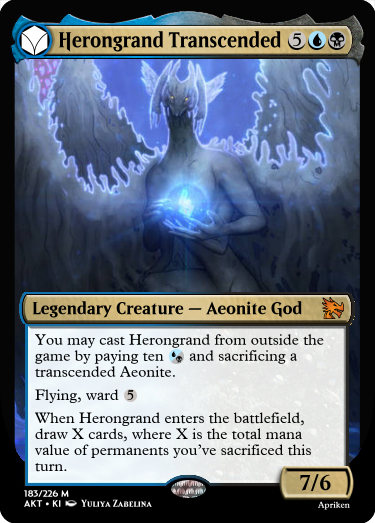 Herongrand Transcended 5
Legendary Creature — Aeonite God
You may cast Herongrand from outside the
game by paying ten and sacrificing a
transcended Aeonite.
Flying, ward 5
When Herongrand enters the battlefield,
draw X cards, where X is the total mana
value of permanents you've sacrificed this
turn.
7/6
183/226 M
AKT • KI Yuliya Zabelina
Apriken